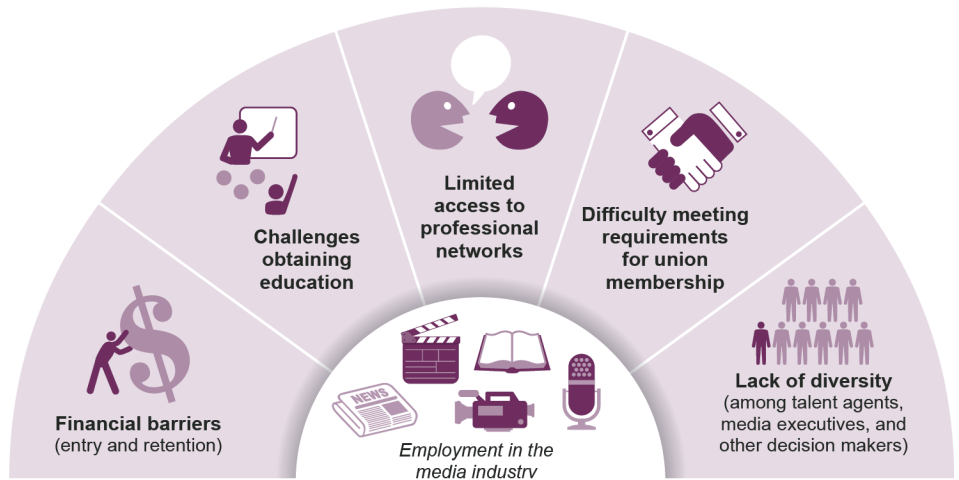 Financial barriers
(entry and retention)
Challenges
obtaining
education
Limited
access to
professional
networks
Difficulty meeting
requirements
for union
membership
Lack of diversity
(among talent agents,
media executives, and
other decision makers)
NEWS
Employment in the
media industry